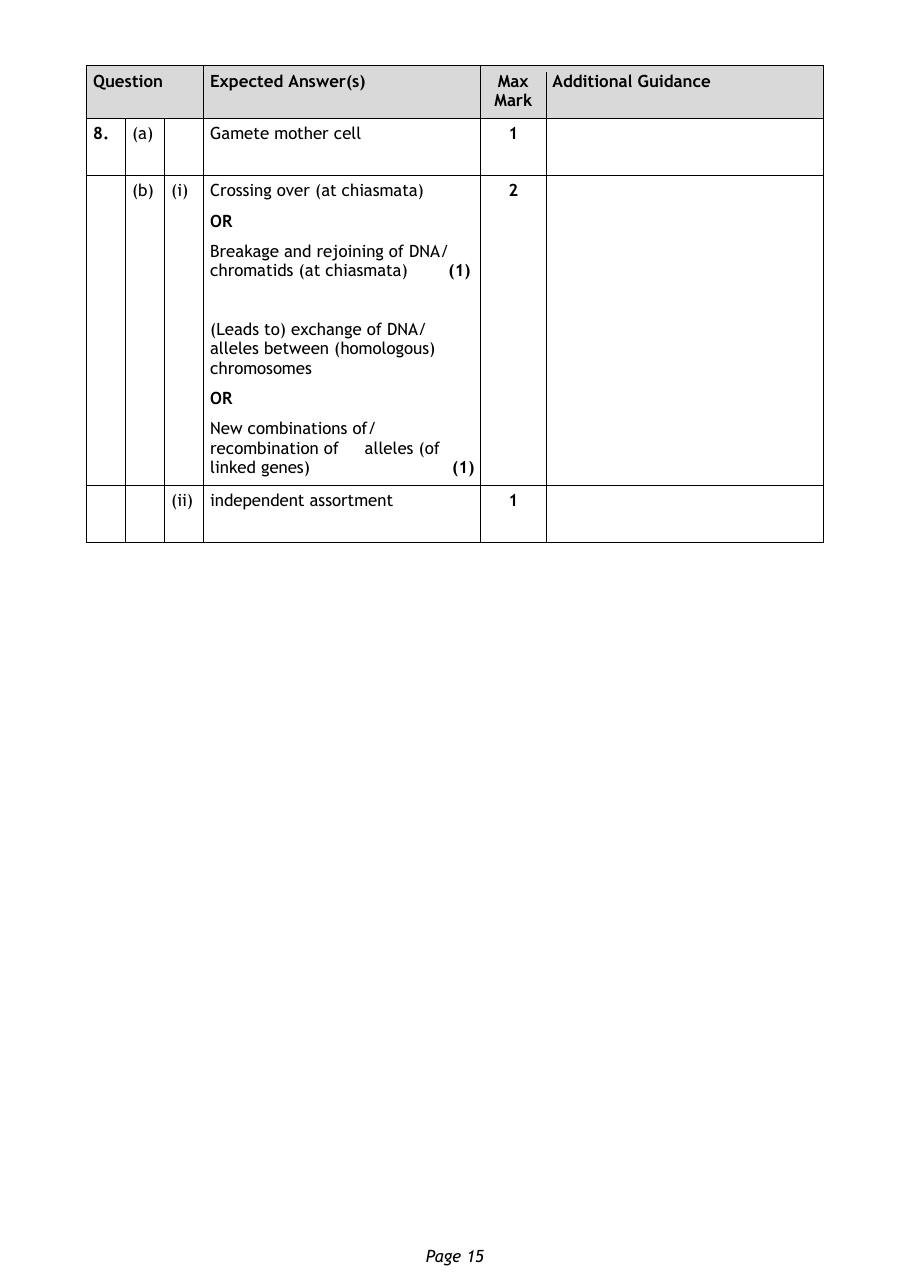 Question Expected Answer(s) Max Mark Additional Guidance
8. (a) Gamete mother cell 1
(b) (i) Crossing over (at chiasmata) 2
OR
Breakage and rejoining of DNA/
chromatids (at chiasmata) (1)
(Leads to) exchange of DNA/
alleles between (homologous)
chromosomes
OR
New combinations of/
recombination of alleles (of
linked genes) (1)
(ii) independent assortment 1
Page 15